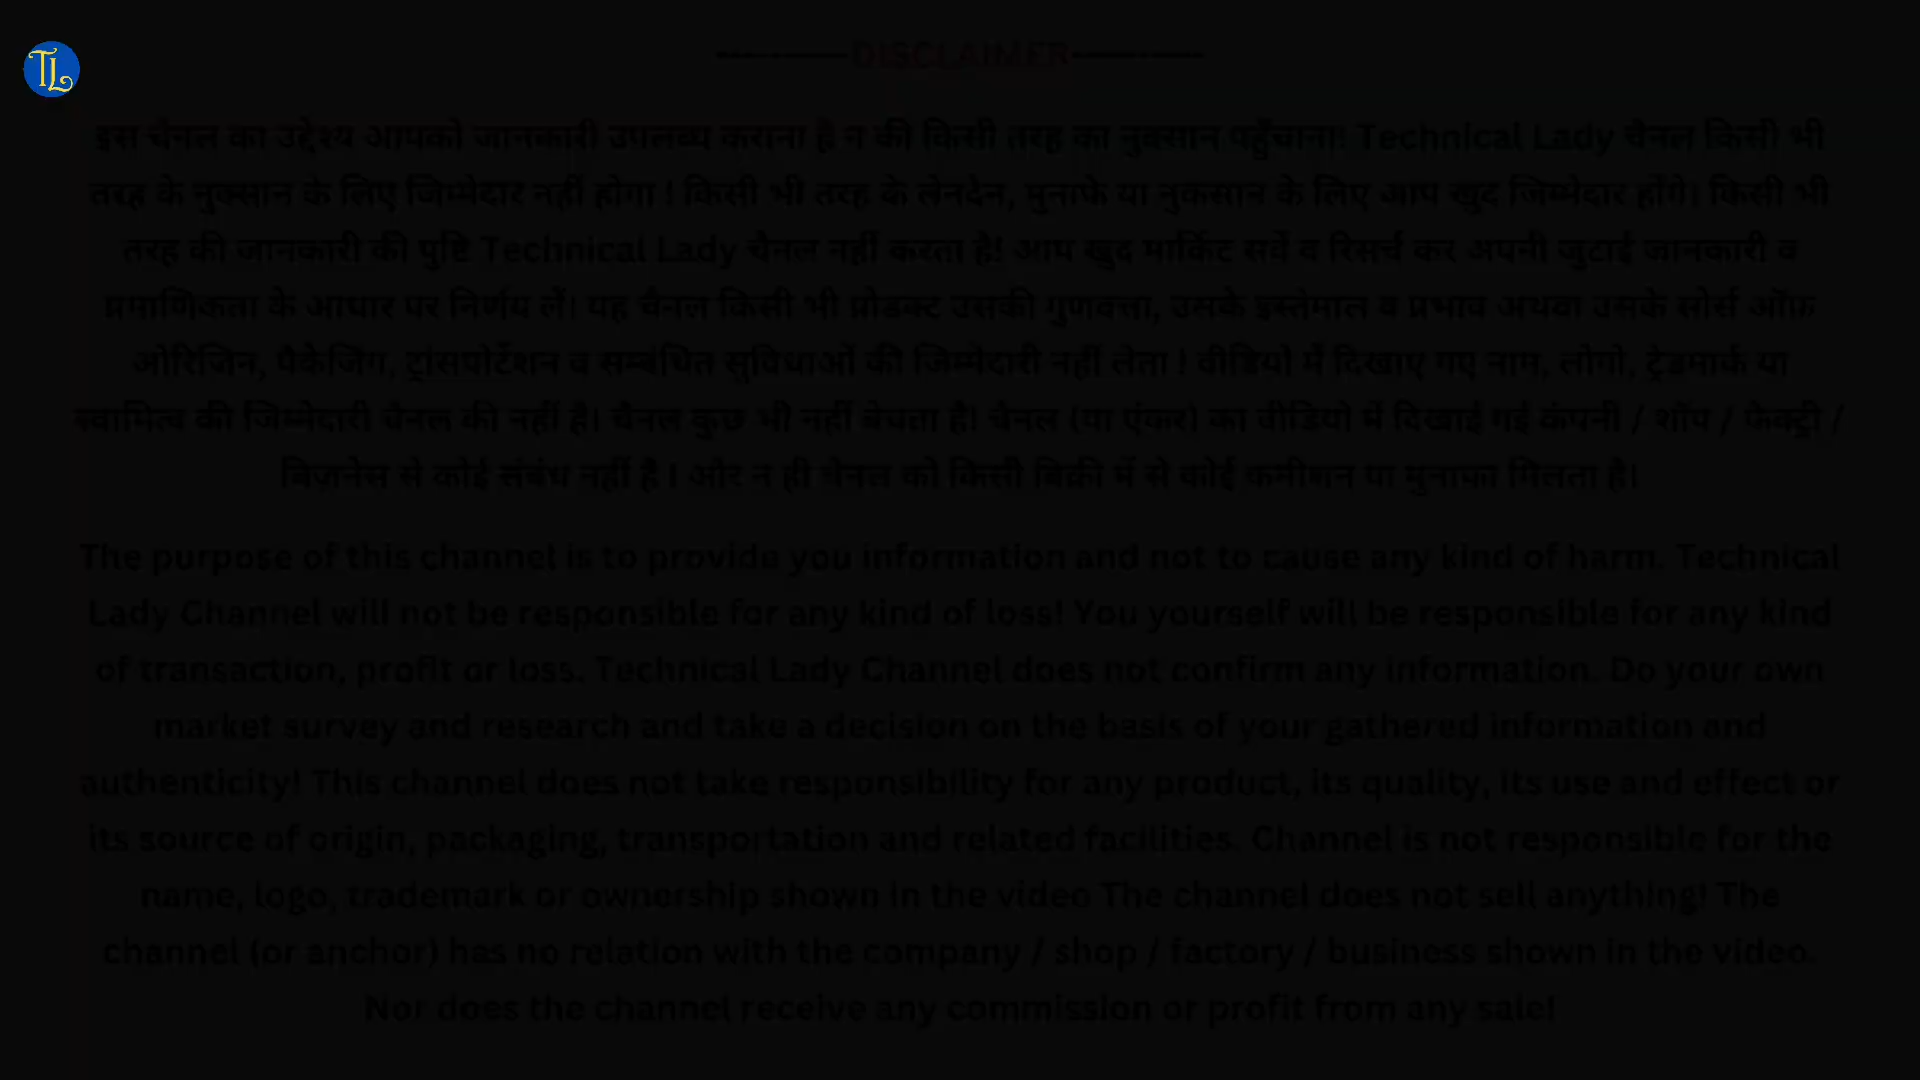 TL
------------DISCLAIMER------------
इस चैनल का उद्देश्य आपको जानकारी उपलब्ध कराना है न की किसी तरह का नुक्सान पहुँचाना! Technical Lady चैनल किसी भी
तरह के नुक्सान के लिए जिम्मेदार नहीं होगा ! किसी भी तरह के लेनदेन, मुनाफे या नुकसान के लिए आप खुद जिम्मेदार होंगे। किसी भी
तरह की जानकारी की पुष्टि Technical Lady चैनल नहीं करता है! आप खुद मार्किट सर्वे व रिसर्च कर अपनी जुटाई जानकारी व
प्रमाणिकता के आधार पर निर्णय लें। यह चैनल किसी भी प्रोडक्ट उसकी गुणवत्ता, उसके इस्तेमाल व प्रभाव अथवा उसके सोर्स ऑफ़
ओरिजिन, पैकेजिंग, ट्रांसपोर्टेशन व सम्बंधित सुविधाओं की जिम्मेदारी नहीं लेता ! वीडियो में दिखाए गए नाम, लोगो, ट्रेडमार्क या
स्वामित्व की जिम्मेदारी चैनल की नहीं है। चैनल कुछ भी नहीं बेचता है। चैनल (या एंकर) का वीडियो में दिखाई गई कंपनी / शॉप / फैक्ट्री /
बिज़नेस से कोई संबंध नहीं है । और न ही चैनल को किसी बिक्री में से कोई कमीशन या मुनाफा मिलता है।
The purpose of this channel is to provide you information and not to cause any kind of harm. Technical
Lady Channel will not be responsible for any kind of loss! You yourself will be responsible for any kind
of transaction, profit or loss. Technical Lady Channel does not confirm any information. Do your own
market survey and research and take a decision on the basis of your gathered information and
authenticity! This channel does not take responsibility for any product, its quality, its use and effect or
its source of origin, packaging, transportation and related facilities. Channel is not responsible for the
name, logo, trademark or ownership shown in the video The channel does not sell anything! The
channel (or anchor) has no relation with the company / shop / factory / business shown in the video.
Nor does the channel receive any commission or profit from any sale!